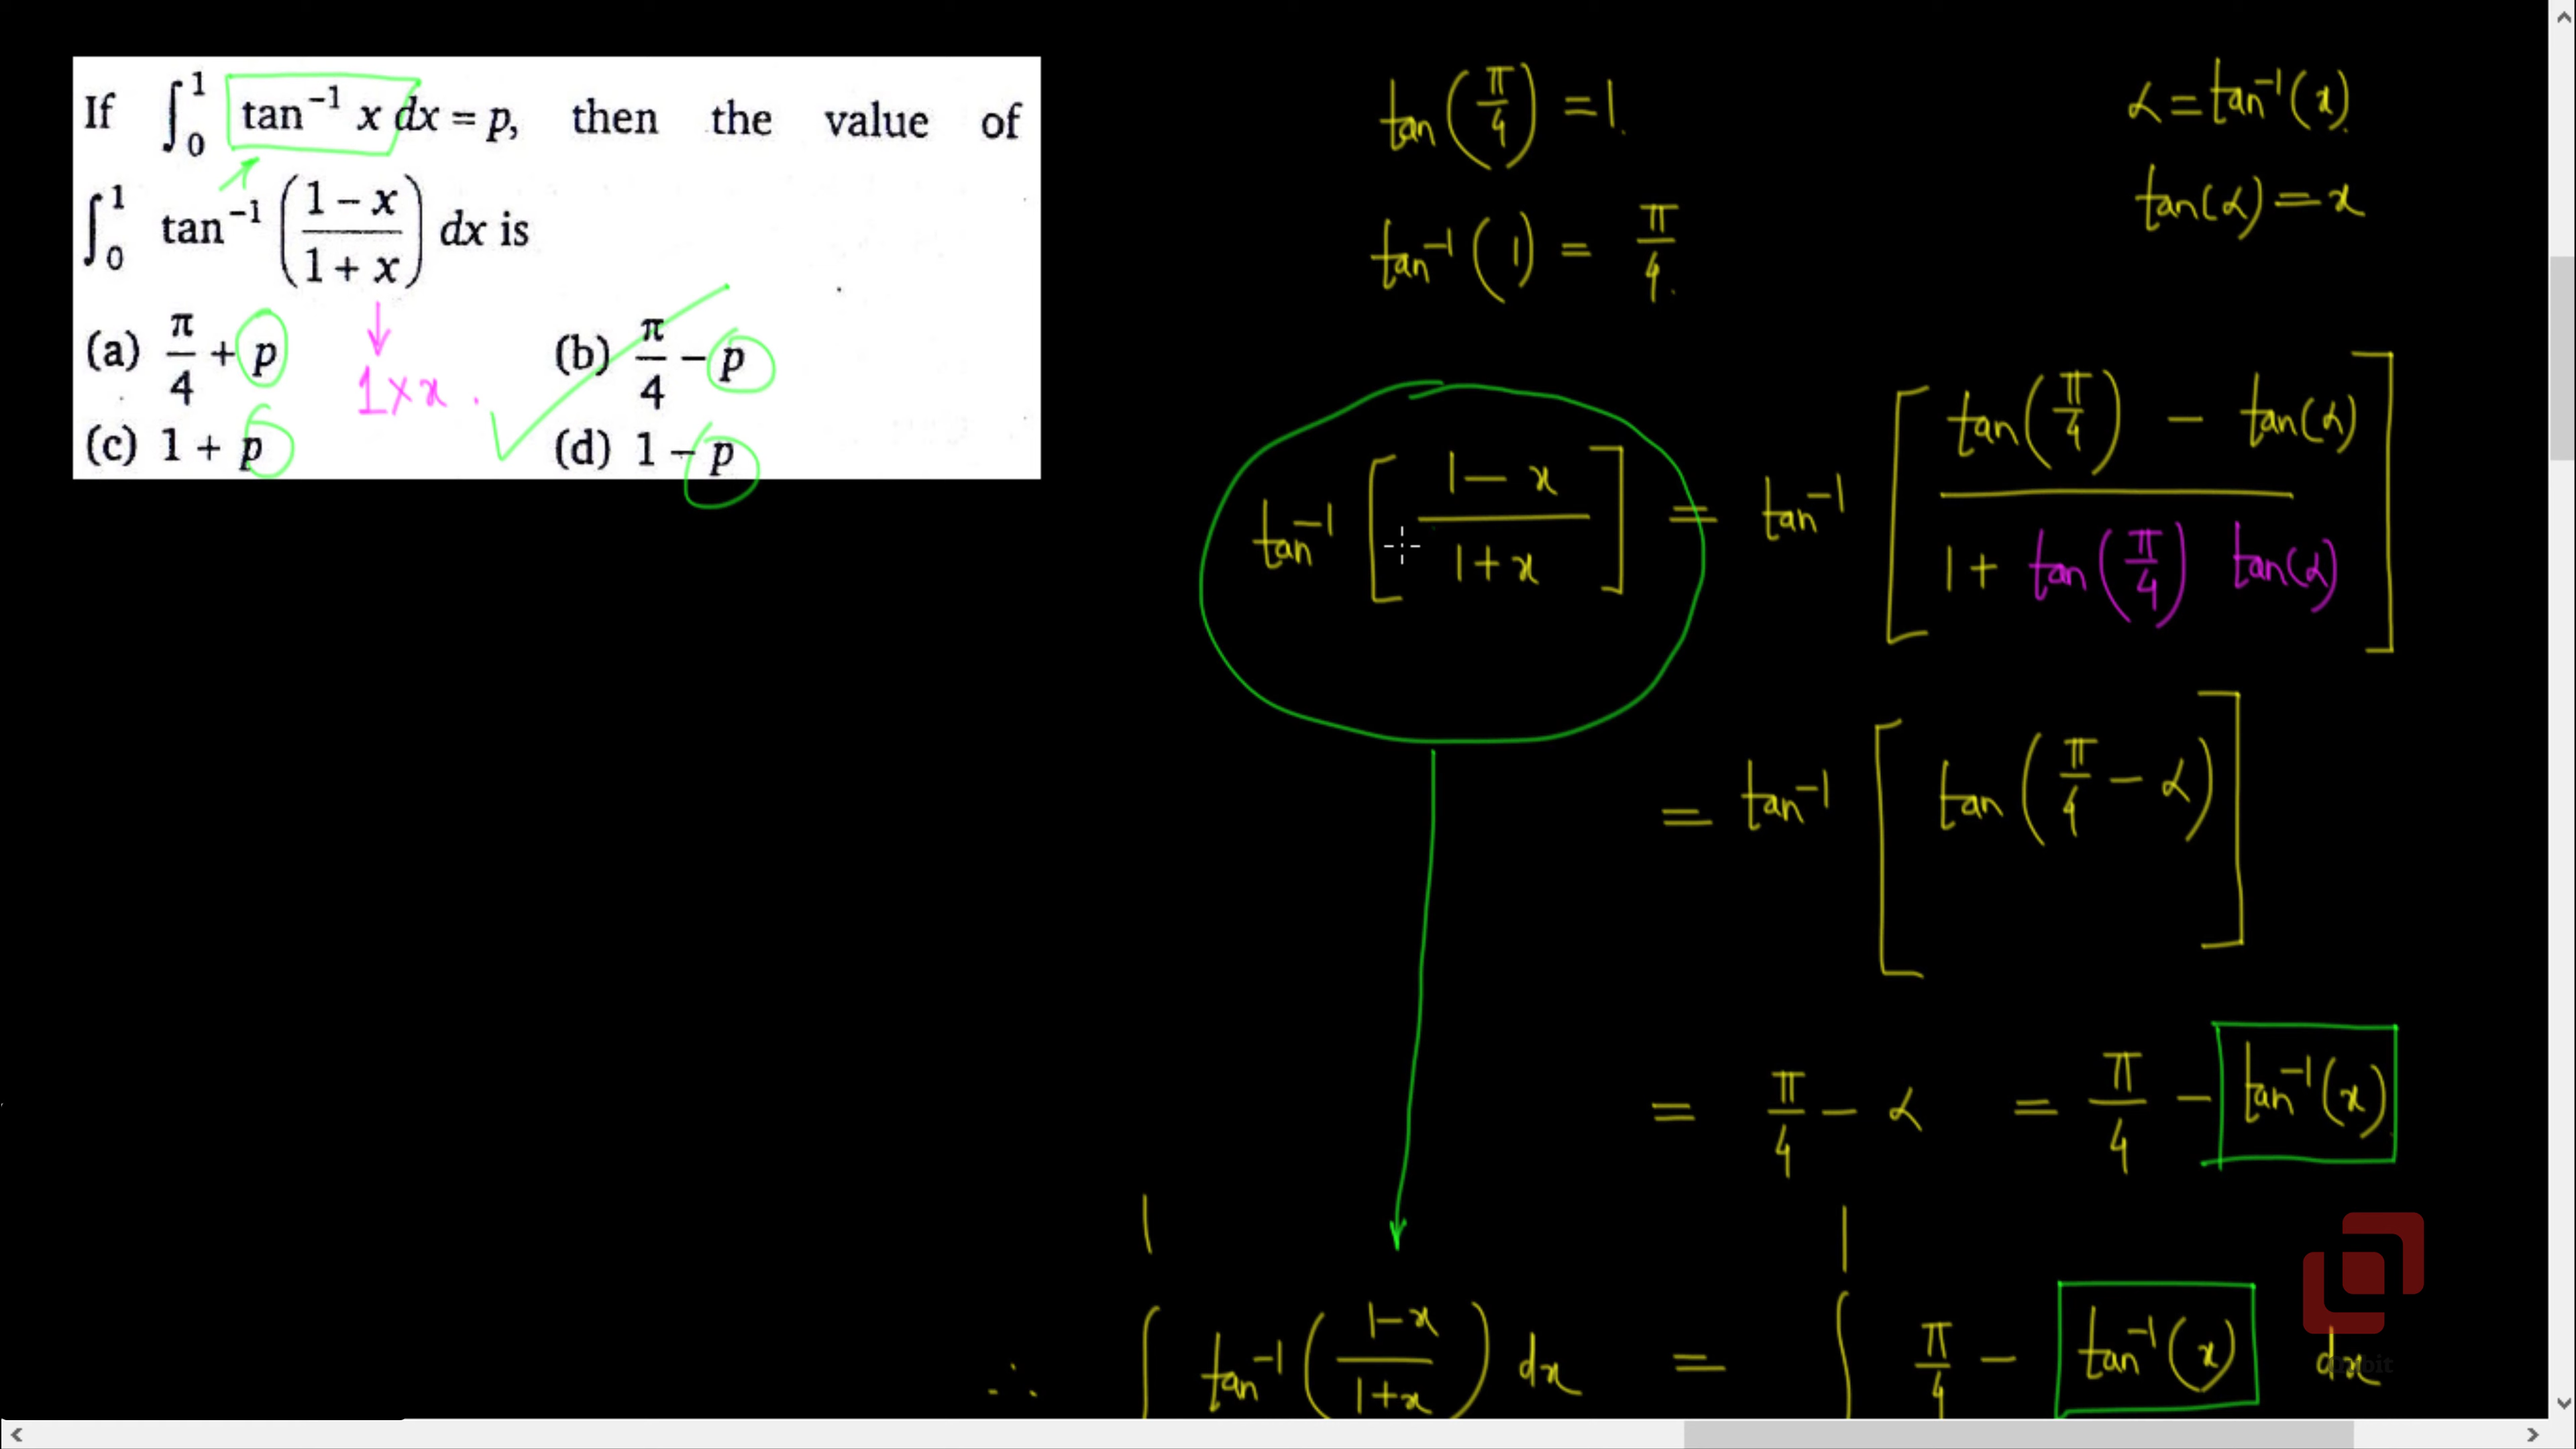 If ∫₀¹ tan⁻¹ x dx = p, then the value of
∫₀¹ tan⁻¹ ((1 − x)/(1 + x)) dx is
(a) π/4 + p (b) π/4 − p
1 × x .
(c) 1 + p (d) 1 − p
tan(π/4) = 1.
tan⁻¹(1) = π/4.
α = tan⁻¹(x).
tan(α) = x
tan⁻¹[(1 − x)/(1 + x)] = tan⁻¹[(tan(π/4) − tan(α))/(1 + tan(π/4) tan(α))]
= tan⁻¹[tan(π/4 − α)]
= π/4 − α = π/4 − tan⁻¹(x)
∴ ∫¹ tan⁻¹((1−x)/(1+x)) dx = ∫¹ π/4 − tan⁻¹(x) dx